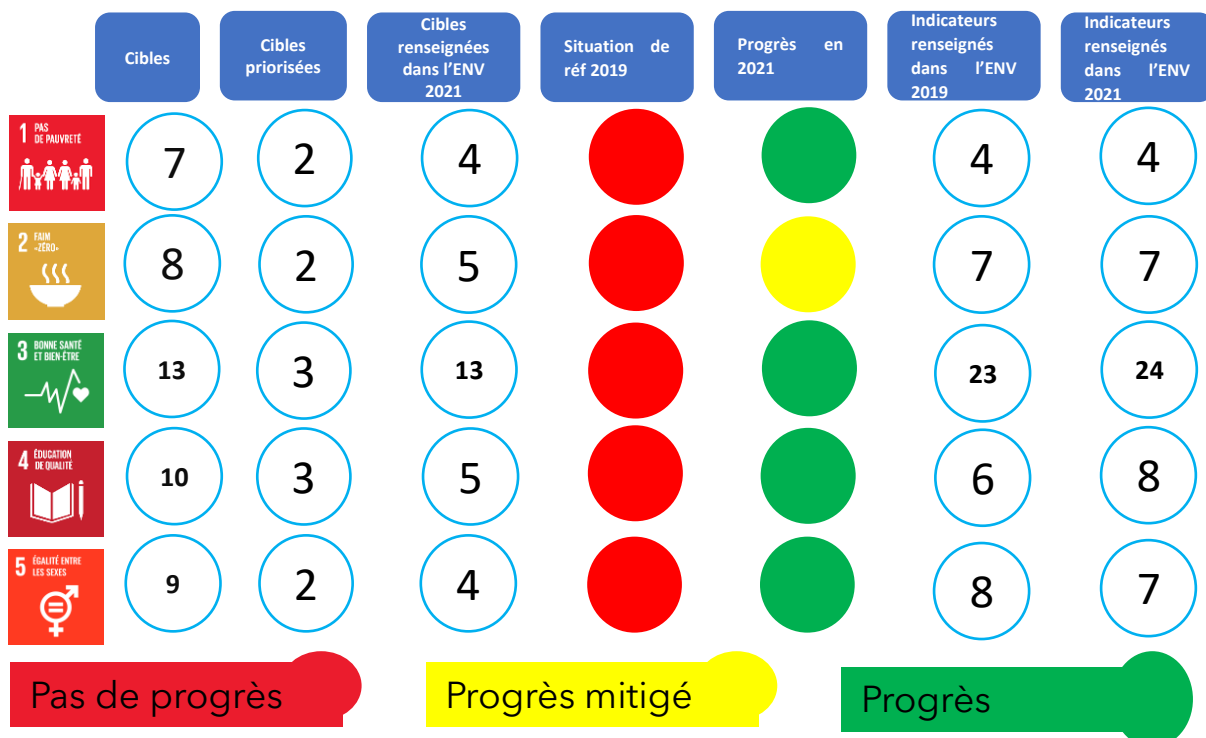 Cibles
Cibles
priorisées
Cibles
renseignées
dans l'ENV
2021
Situation de
réf 2019
Progrès en
2021
Indicateurs
renseignés
dans l'ENV
2019
Indicateurs
renseignés
dans l'ENV
2021
1 PAS
DE PAUVRETÉ
7 2 4 4 4
2 FAIM
«ZÉRO»
8 2 5 7 7
3 BONNE SANTÉ
ET BIEN-ÊTRE
13 3 13 23 24
4 ÉDUCATION
DE QUALITÉ
10 3 5 6 8
5 ÉGALITÉ ENTRE
LES SEXES
9 2 4 8 7
Pas de progrès
Progrès mitigé
Progrès